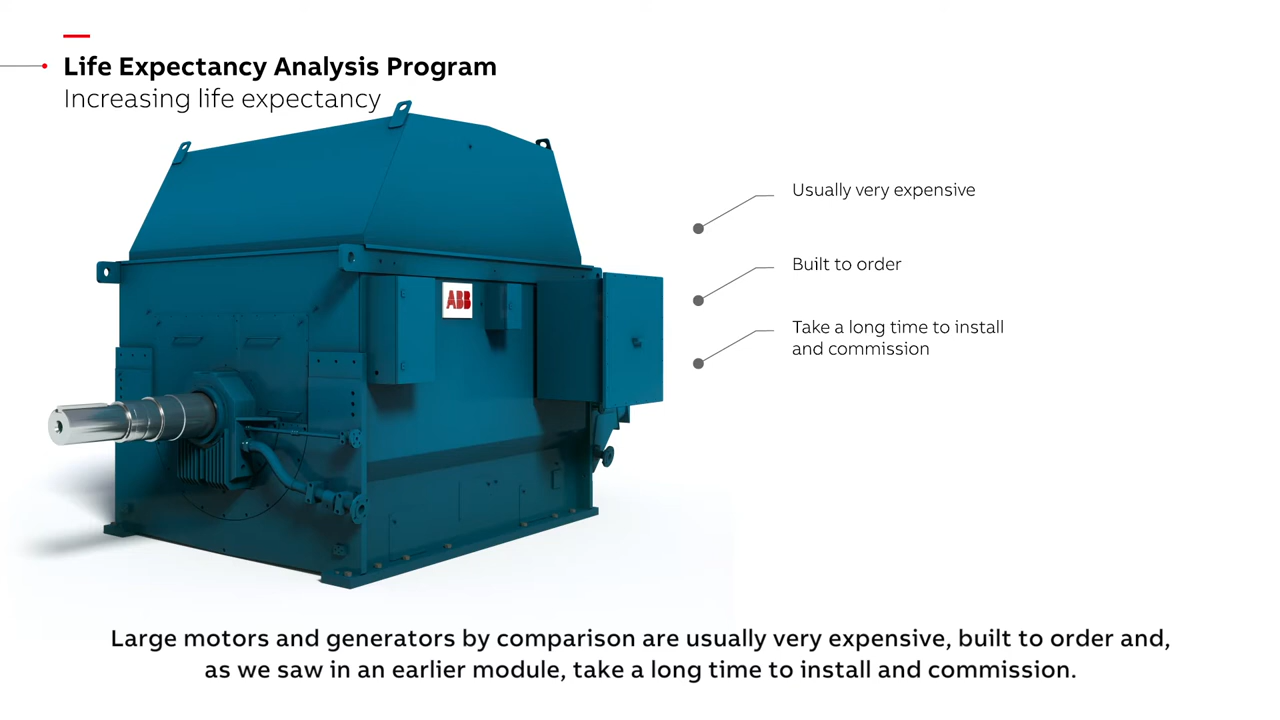 Life Expectancy Analysis Program
Increasing life expectancy
ABB
Usually very expensive
Built to order
Take a long time to install
and commission
Large motors and generators by comparison are usually very expensive, built to order and,
as we saw in an earlier module, take a long time to install and commission.